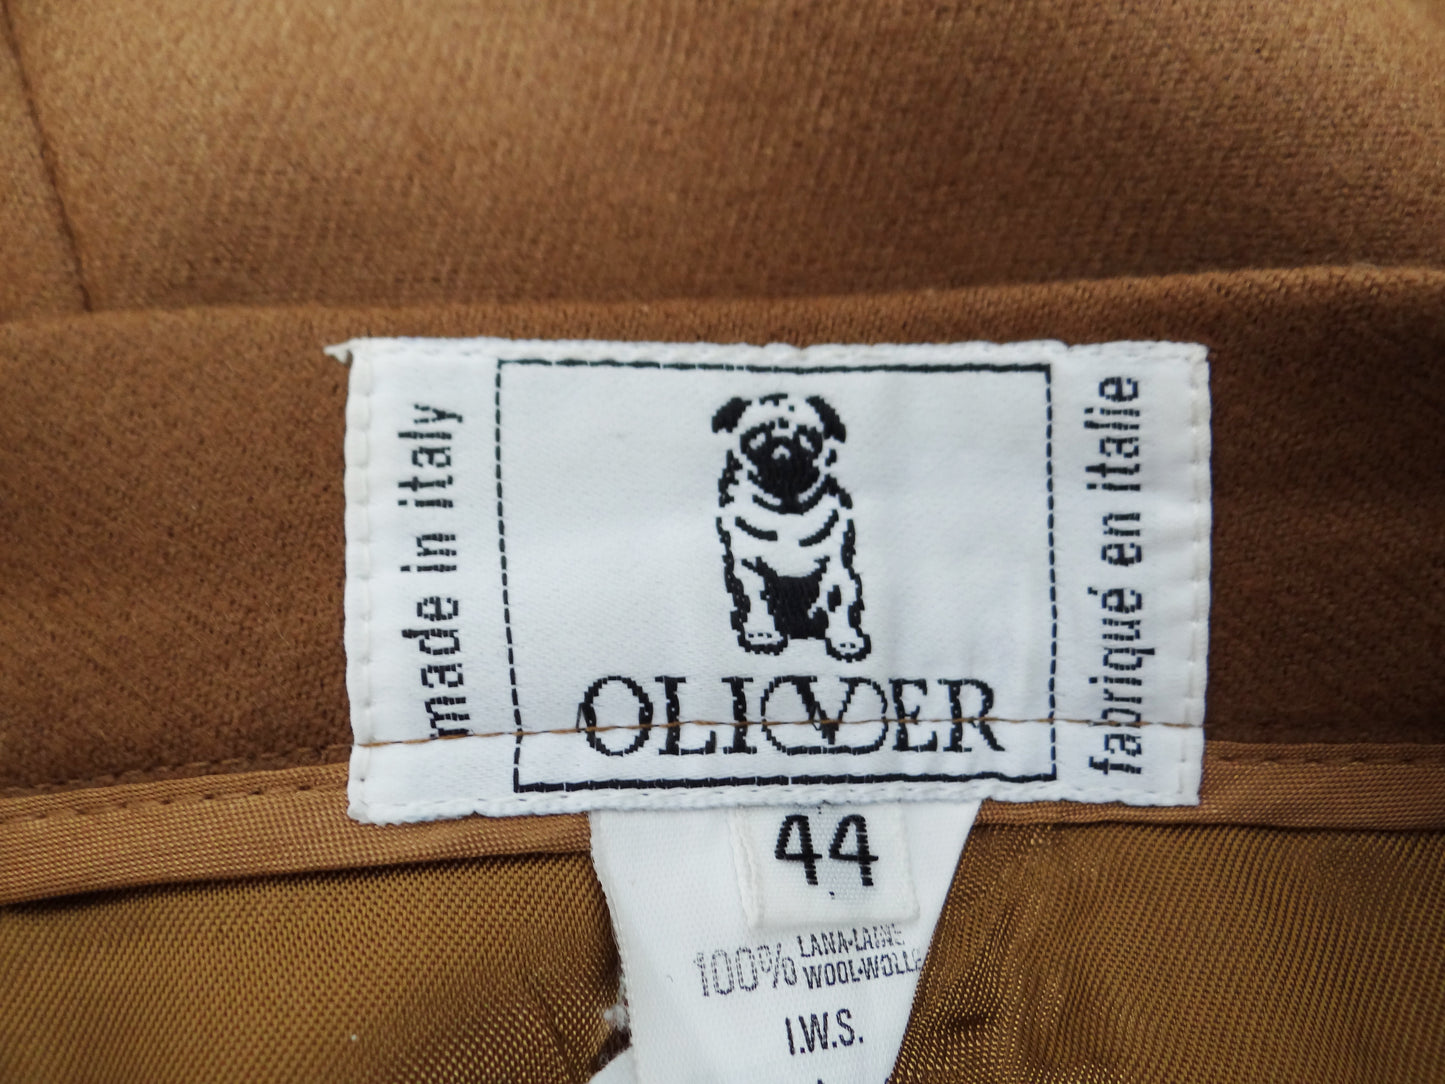 made in italy
OLIVER
fabriqué en italie
44
100% LANA-LAINE
WOOL-WOLLE
I.W.S.